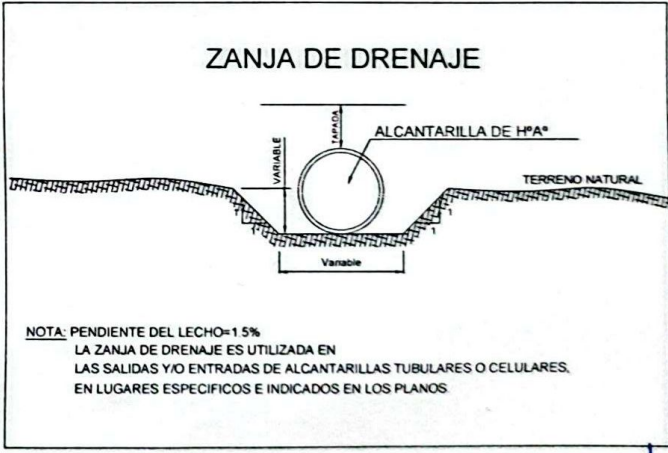 ZANJA DE DRENAJE
TAPADA
ALCANTARILLA DE HºAº
VARIABLE
TERRENO NATURAL
1
1
1
1
Variable
NOTA: PENDIENTE DEL LECHO=1.5%
LA ZANJA DE DRENAJE ES UTILIZADA EN
LAS SALIDAS Y/O ENTRADAS DE ALCANTARILLAS TUBULARES O CELULARES,
EN LUGARES ESPECIFICOS E INDICADOS EN LOS PLANOS.